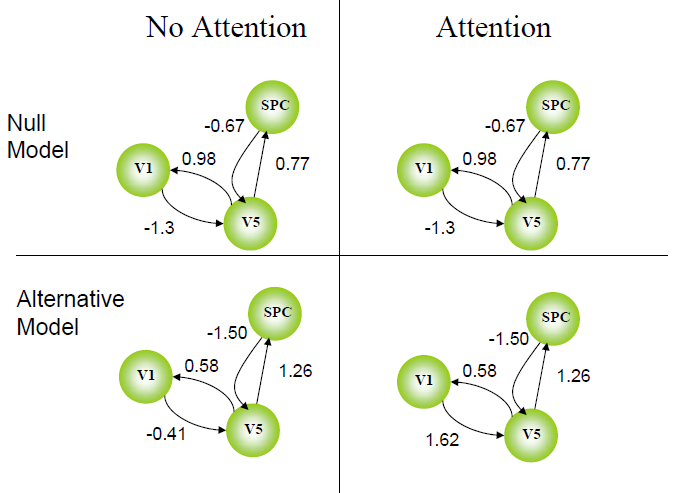 No Attention
Attention
Null
Model
SPC
-0.67
V1
0.98
0.77
V5
-1.3
SPC
-0.67
V1
0.98
0.77
V5
-1.3
Alternative
Model
SPC
-1.50
V1
0.58
1.26
V5
-0.41
SPC
-1.50
V1
0.58
1.26
V5
1.62